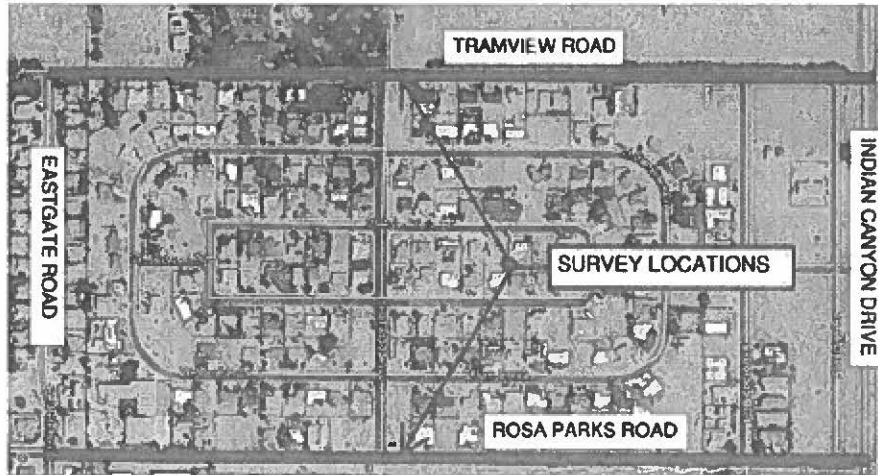 TRAMVIEW ROAD
EASTGATE ROAD
INDIAN CANYON DRIVE
SURVEY LOCATIONS
ROSA PARKS ROAD